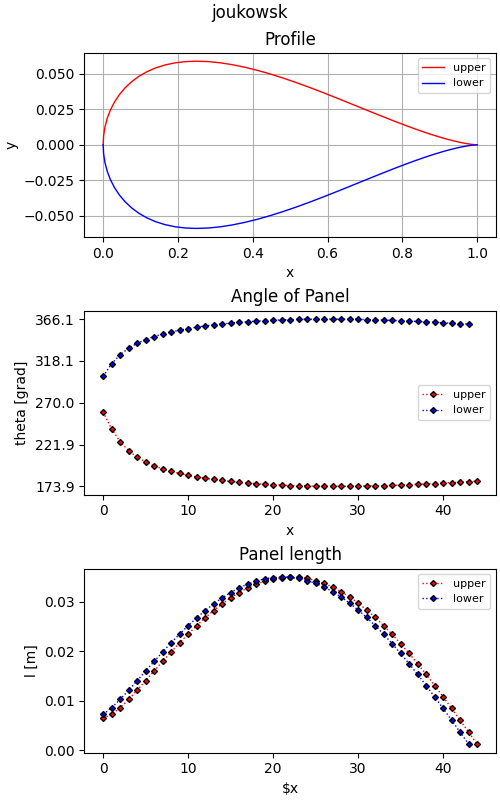 joukowsk
Profile
0.050
0.025
0.000
−0.025
−0.050
y
upper
lower
0.0 0.2 0.4 0.6 0.8 1.0
x
Angle of Panel
366.1
318.1
270.0
221.9
173.9
theta [grad]
upper
lower
0 10 20 30 40
x
Panel length
0.03
0.02
0.01
0.00
l [m]
upper
lower
0 10 20 30 40
$x